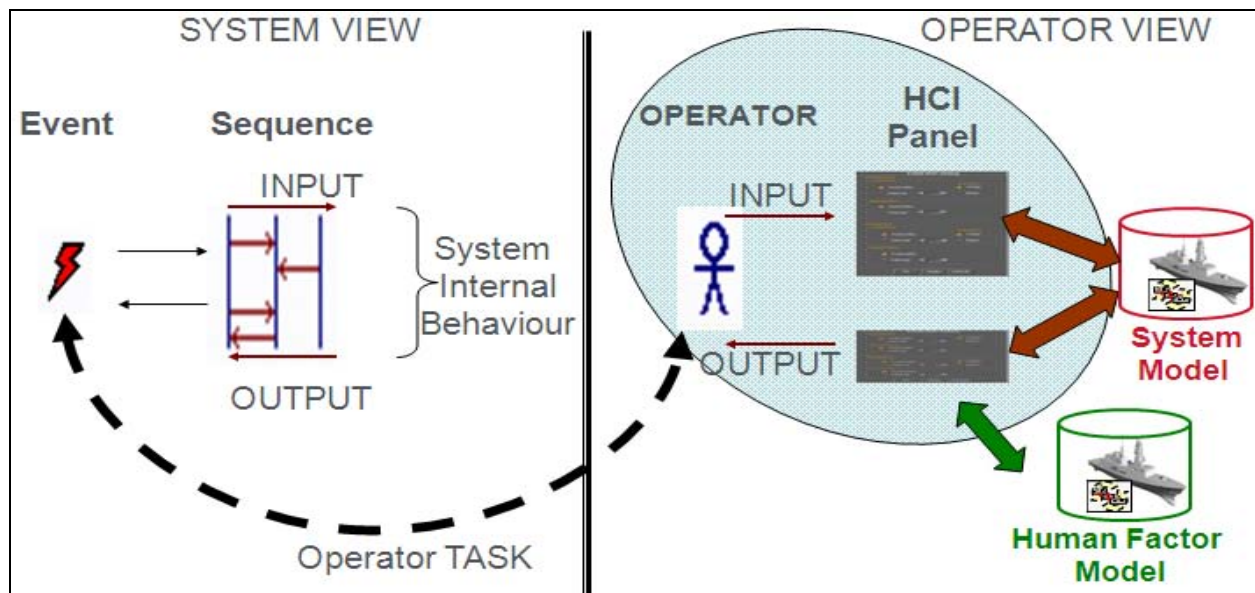 SYSTEM VIEW
Event
Sequence
INPUT
System
Internal
Behaviour
OUTPUT
Operator TASK
OPERATOR VIEW
OPERATOR
HCI
Panel
INPUT
OUTPUT
System
Model
Human Factor
Model